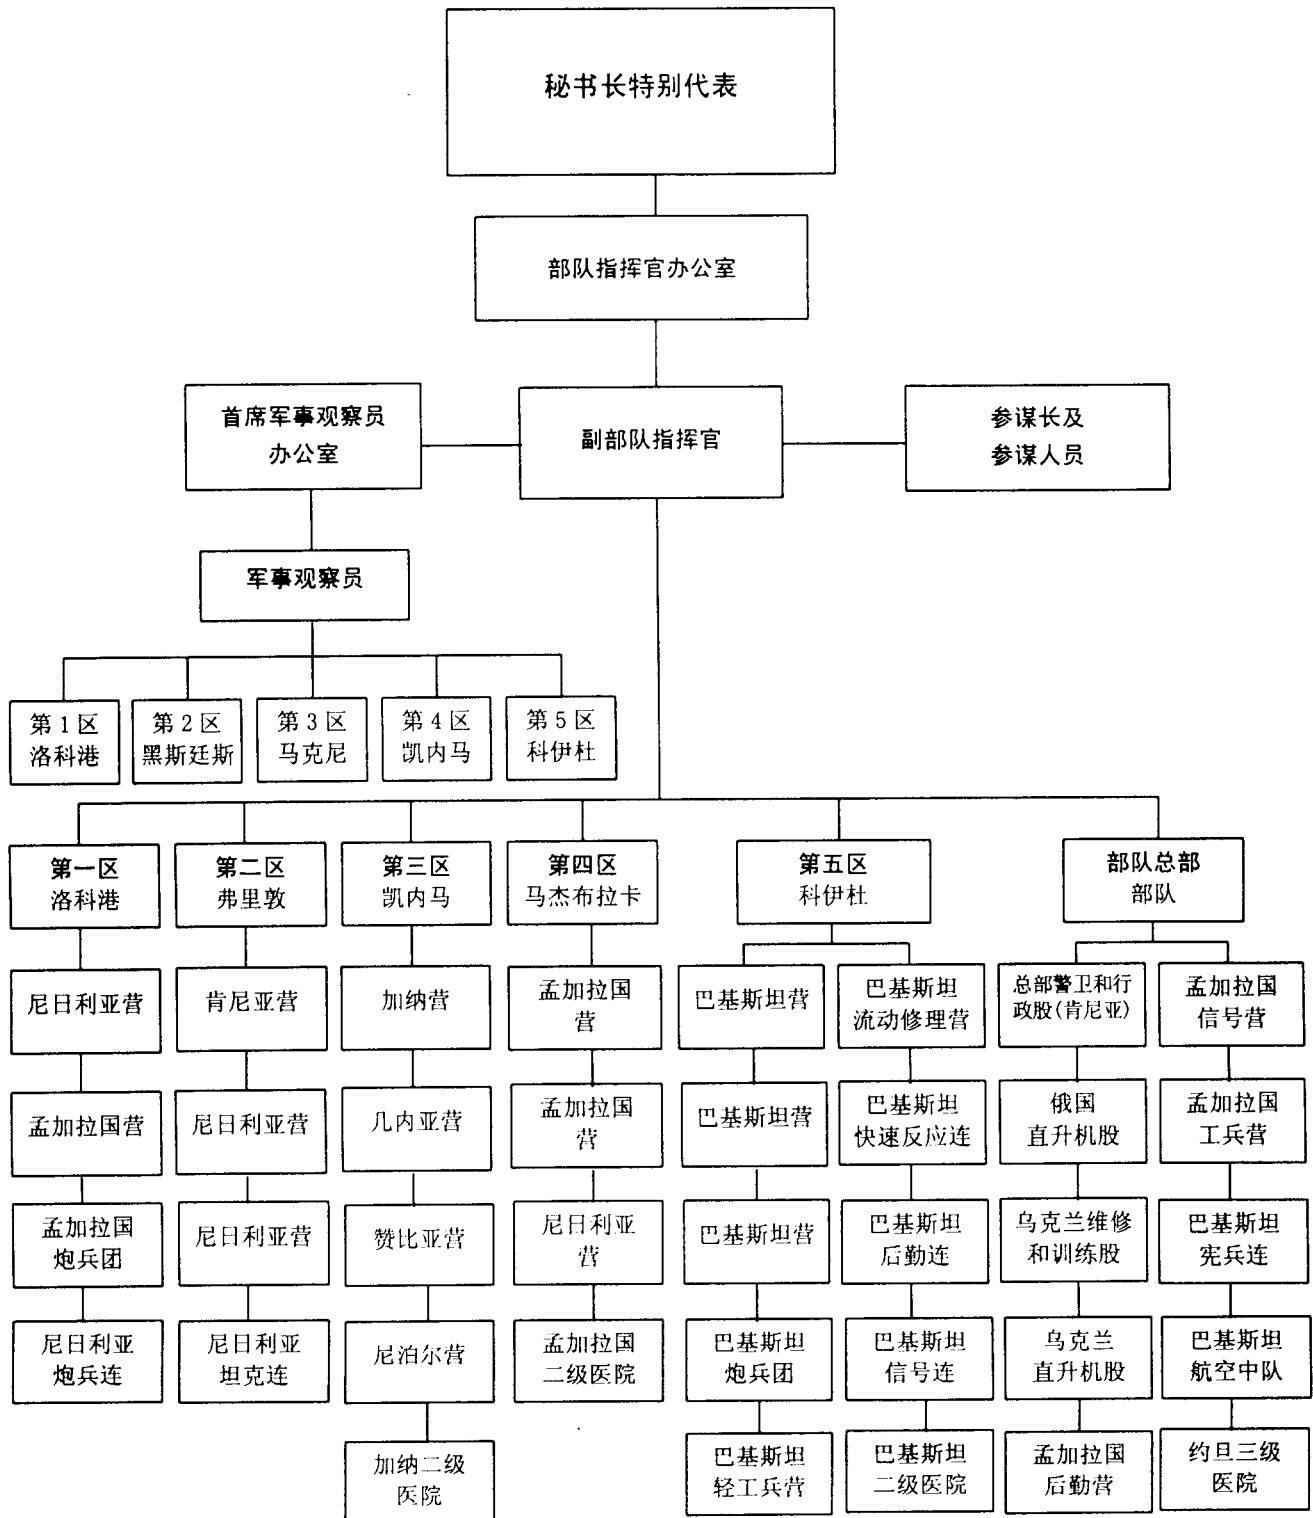 秘书长特别代表
部队指挥官办公室
首席军事观察员
办公室
副部队指挥官
参谋长及
参谋人员
军事观察员
第1区
洛科港
第2区
黑斯廷斯
第3区
马克尼
第4区
凯内马
第5区
科伊杜
第一区
洛科港
第二区
弗里敦
第三区
凯内马
第四区
马杰布拉卡
第五区
科伊杜
部队总部
部队
尼日利亚营
肯尼亚营
加纳营
孟加拉国
营
巴基斯坦营
巴基斯坦
流动修理营
总部警卫和行
政股(肯尼亚)
孟加拉国
信号营
孟加拉国营
尼日利亚营
几内亚营
孟加拉国
营
巴基斯坦营
巴基斯坦
快速反应连
俄国
直升机股
孟加拉国
工兵营
孟加拉国
炮兵团
尼日利亚营
赞比亚营
尼日利亚
营
巴基斯坦营
巴基斯坦
后勤连
乌克兰维修
和训练股
巴基斯坦
宪兵连
尼日利亚
炮兵连
尼日利亚
坦克连
尼泊尔营
孟加拉国
二级医院
巴基斯坦
炮兵团
巴基斯坦
信号连
乌克兰
直升机股
巴基斯坦
航空中队
加纳二级
医院
巴基斯坦
轻工兵营
巴基斯坦
二级医院
孟加拉国
后勤营
约旦三级
医院